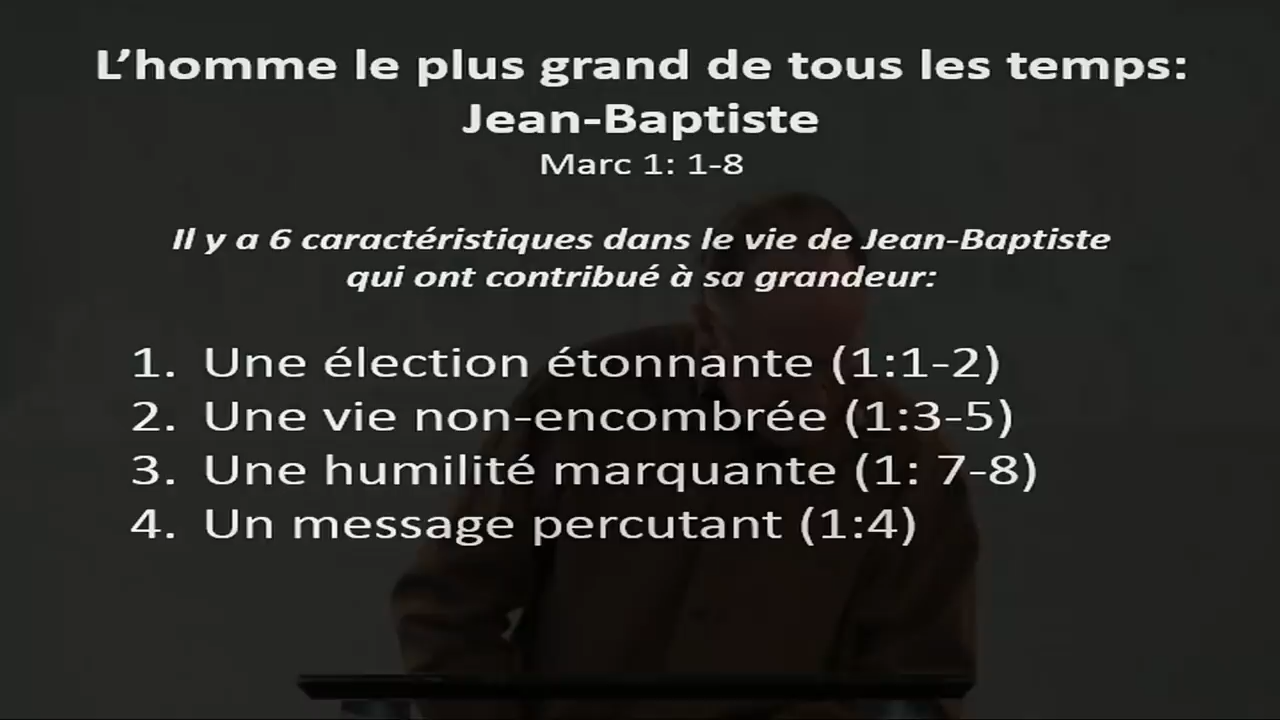 L’homme le plus grand de tous les temps:
Jean-Baptiste
Marc 1: 1-8
Il y a 6 caractéristiques dans le vie de Jean-Baptiste
qui ont contribué à sa grandeur:
1. Une élection étonnante (1:1-2)
2. Une vie non-encombrée (1:3-5)
3. Une humilité marquante (1: 7-8)
4. Un message percutant (1:4)